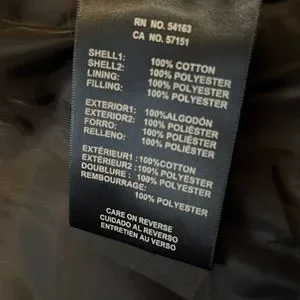 RN NO. 54163
CA NO. 57151
SHELL1: 100% COTTON
SHELL2: 100% POLYESTER
LINING: 100% POLYESTER
FILLING: 100% POLYESTER
EXTERIOR1: 100%ALGODÓN
EXTERIOR2: 100% POLIÉSTER
FORRO: 100% POLIÉSTER
RELLENO: 100% POLIÉSTER
EXTÉRIEUR1 :100%COTTON
EXTÉRIEUR2 :100% POLYESTER
DOUBLURE : 100% POLYESTER
REMBOURRAGE:
100% POLYESTER
CARE ON REVERSE
CUIDADO AL REVERSO
ENTRETIEN AU VERSO